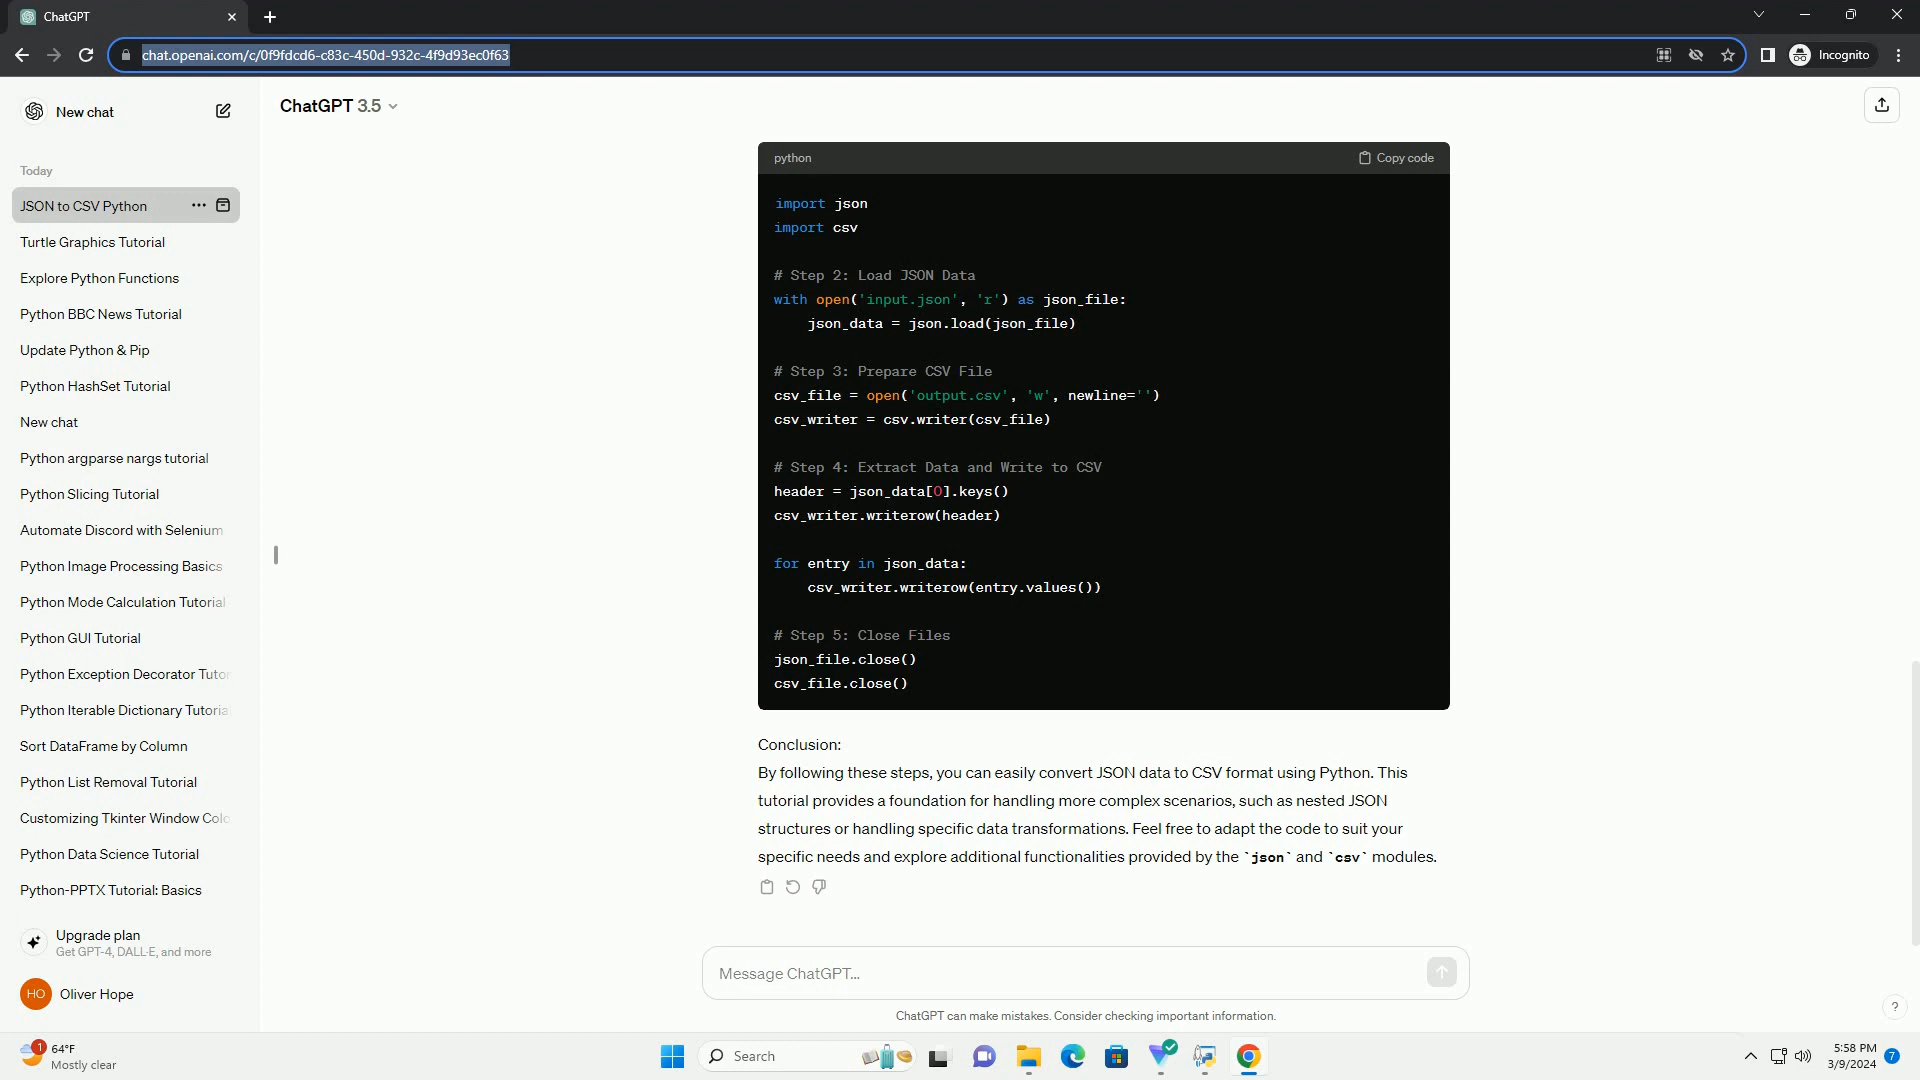 ChatGPT
chat.openai.com/c/0f9fdcd6-c83c-450d-932c-4f9d93ec0f63
Incognito
New chat
ChatGPT 3.5
Today
JSON to CSV Python
Turtle Graphics Tutorial
Explore Python Functions
Python BBC News Tutorial
Update Python & Pip
Python HashSet Tutorial
New chat
Python argparse nargs tutorial
Python Slicing Tutorial
Automate Discord with Selenium
Python Image Processing Basics
Python Mode Calculation Tutorial
Python GUI Tutorial
Python Exception Decorator Tutor
Python Iterable Dictionary Tutoria
Sort DataFrame by Column
Python List Removal Tutorial
Customizing Tkinter Window Colo
Python Data Science Tutorial
Python-PPTX Tutorial: Basics
Upgrade plan
Get GPT-4, DALL·E, and more
HO Oliver Hope
python Copy code
import json
import csv
# Step 2: Load JSON Data
with open('input.json', 'r') as json_file:
    json_data = json.load(json_file)
# Step 3: Prepare CSV File
csv_file = open('output.csv', 'w', newline='')
csv_writer = csv.writer(csv_file)
# Step 4: Extract Data and Write to CSV
header = json_data[0].keys()
csv_writer.writerow(header)
for entry in json_data:
    csv_writer.writerow(entry.values())
# Step 5: Close Files
json_file.close()
csv_file.close()
Conclusion:
By following these steps, you can easily convert JSON data to CSV format using Python. This
tutorial provides a foundation for handling more complex scenarios, such as nested JSON
structures or handling specific data transformations. Feel free to adapt the code to suit your
specific needs and explore additional functionalities provided by the `json` and `csv` modules.
Message ChatGPT...
ChatGPT can make mistakes. Consider checking important information.
?
1
64°F
Mostly clear
Search
5:58 PM
3/9/2024
7